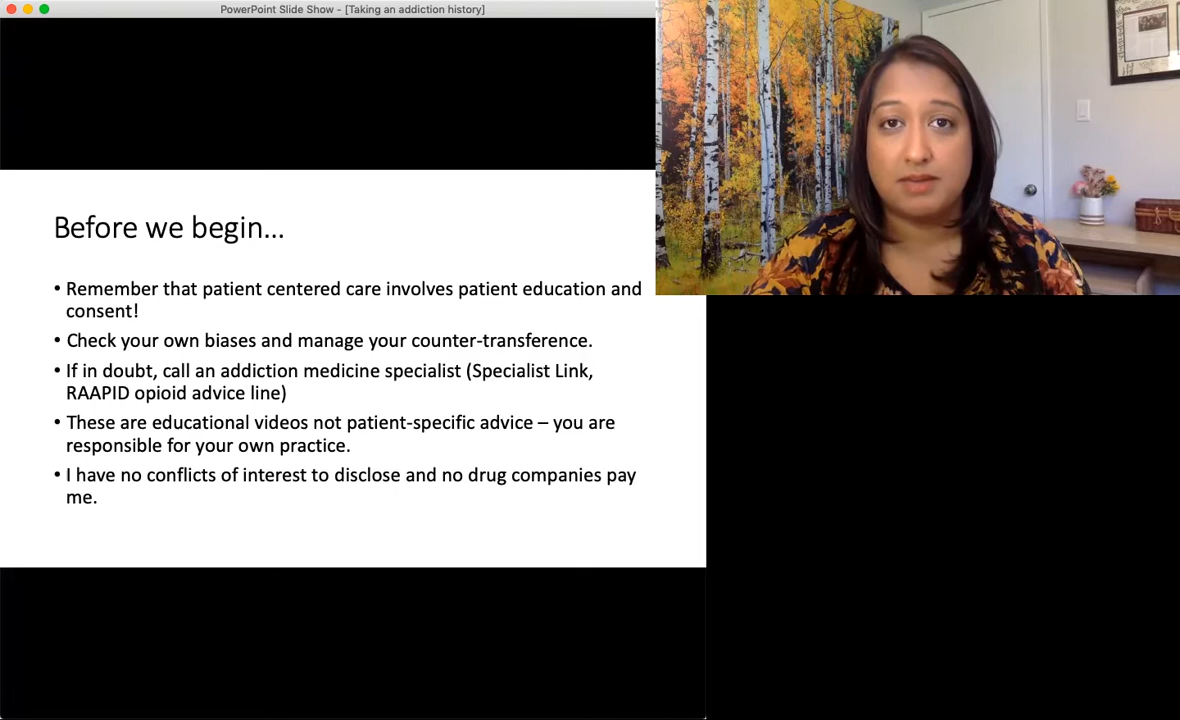 PowerPoint Slide Show - [Taking an addiction history]
Before we begin...
• Remember that patient centered care involves patient education and
consent!
• Check your own biases and manage your counter-transference.
• If in doubt, call an addiction medicine specialist (Specialist Link,
RAAPID opioid advice line)
• These are educational videos not patient-specific advice – you are
responsible for your own practice.
• I have no conflicts of interest to disclose and no drug companies pay
me.